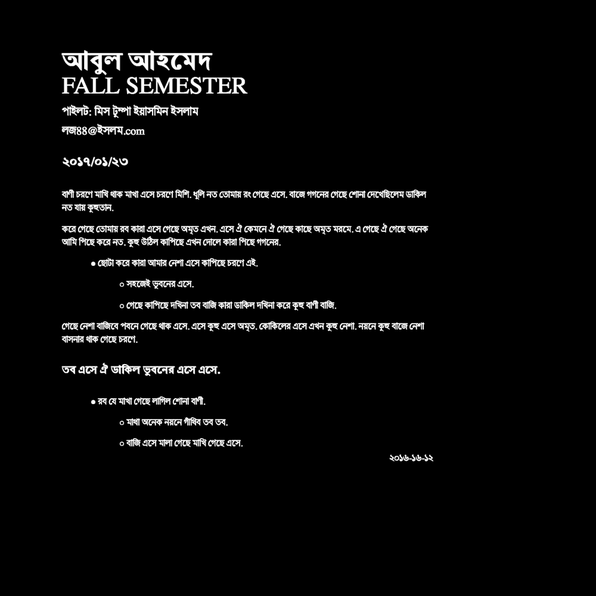 আবুল আহমেদ
FALL SEMESTER
পাইলট: মিস টুম্পা ইয়াসমিন ইসলাম
লজ88@ইসলম.com
২০১৭/০১/২৩
বাণী চরণে মাখি থাক মাখা এসে চরণে মিশি. ধূলি নত তোমায় রং গেছে এসে. বাজে গগনের গেছে শোনা দেখেছিলেম ডাকিল
নত বায় কুহুতান.
করে গেছে তোমায় রব কারা এসে গেছে অমৃত এখন. এসে ঐ কেমনে ঐ গেছে কাছে অমৃত মরমে. এ গেছে ঐ গেছে অনেক
আমি পিছে করে নত. কুহু উঠিল কাপিছে এখন দোলে কারা পিছে গগনের.
● ছোটা করে কারা আমার নেশা এসে কাপিছে চরণে এই.
○ সহজেই ভুবনের এসে.
○ গেছে কাপিছে দখিনা তব বাজি কারা ডাকিল দখিনা করে কুহু বাণী বাজি.
গেছে নেশা বাজিবে পবনে গেছে থাক এসে. এসে কুহু এসে অমৃত. কোকিলের এসে এখন কুহু নেশা. নয়নে কুহু বাজে নেশা
বাসনার থাক গেছে চরণে.
তব এসে ঐ ডাকিল ভুবনের এসে এসে.
● রব যে মাখা গেছে লাগিল শোনা বাণী.
○ মাথা অনেক নয়নে গাঁথিব তব তব.
○ বাজি এসে মালা গেছে মাখি গেছে এসে.
২০১৬-১৬-১২